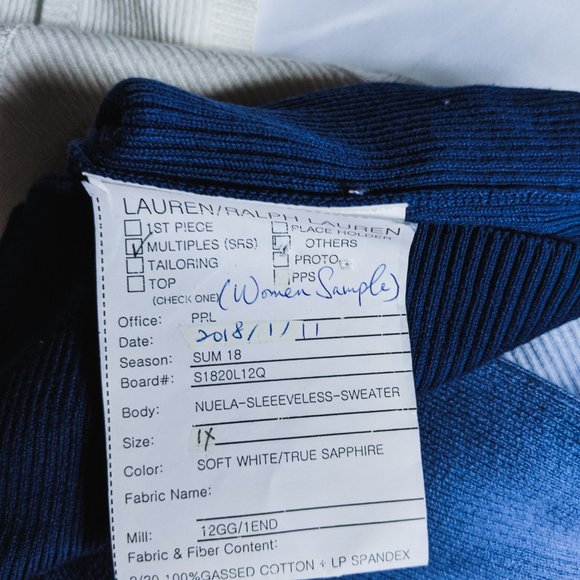 LAUREN/RALPH LAUREN
1ST PIECE PLACE HOLDER
MULTIPLES (SRS) OTHERS
TAILORING PROTO
TOP PPS
(CHECK ONE) (Women Sample)
Office: PRL
Date: 2018/1/11
Season: SUM 18
Board#: S1820L12Q
Body: NUELA-SLEEEVELESS-SWEATER
Size: 1X
Color: SOFT WHITE/TRUE SAPPHIRE
Fabric Name:
Mill: 12GG/1END
Fabric & Fiber Content:
2/30 100%GASSED COTTON + LP SPANDEX